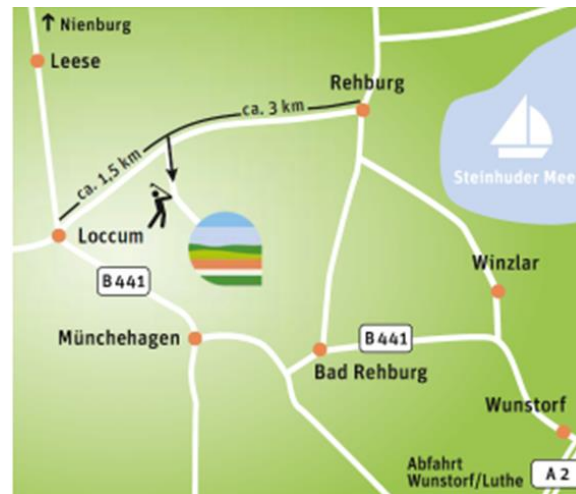 ↑ Nienburg
Leese
Rehburg
ca. 3 km
ca. 1,5 km
Steinhuder Mee
Loccum
Winzlar
B 441
Münchehagen
B 441
Bad Rehburg
Wunstorf
Abfahrt
Wunstorf/Luthe
A 2